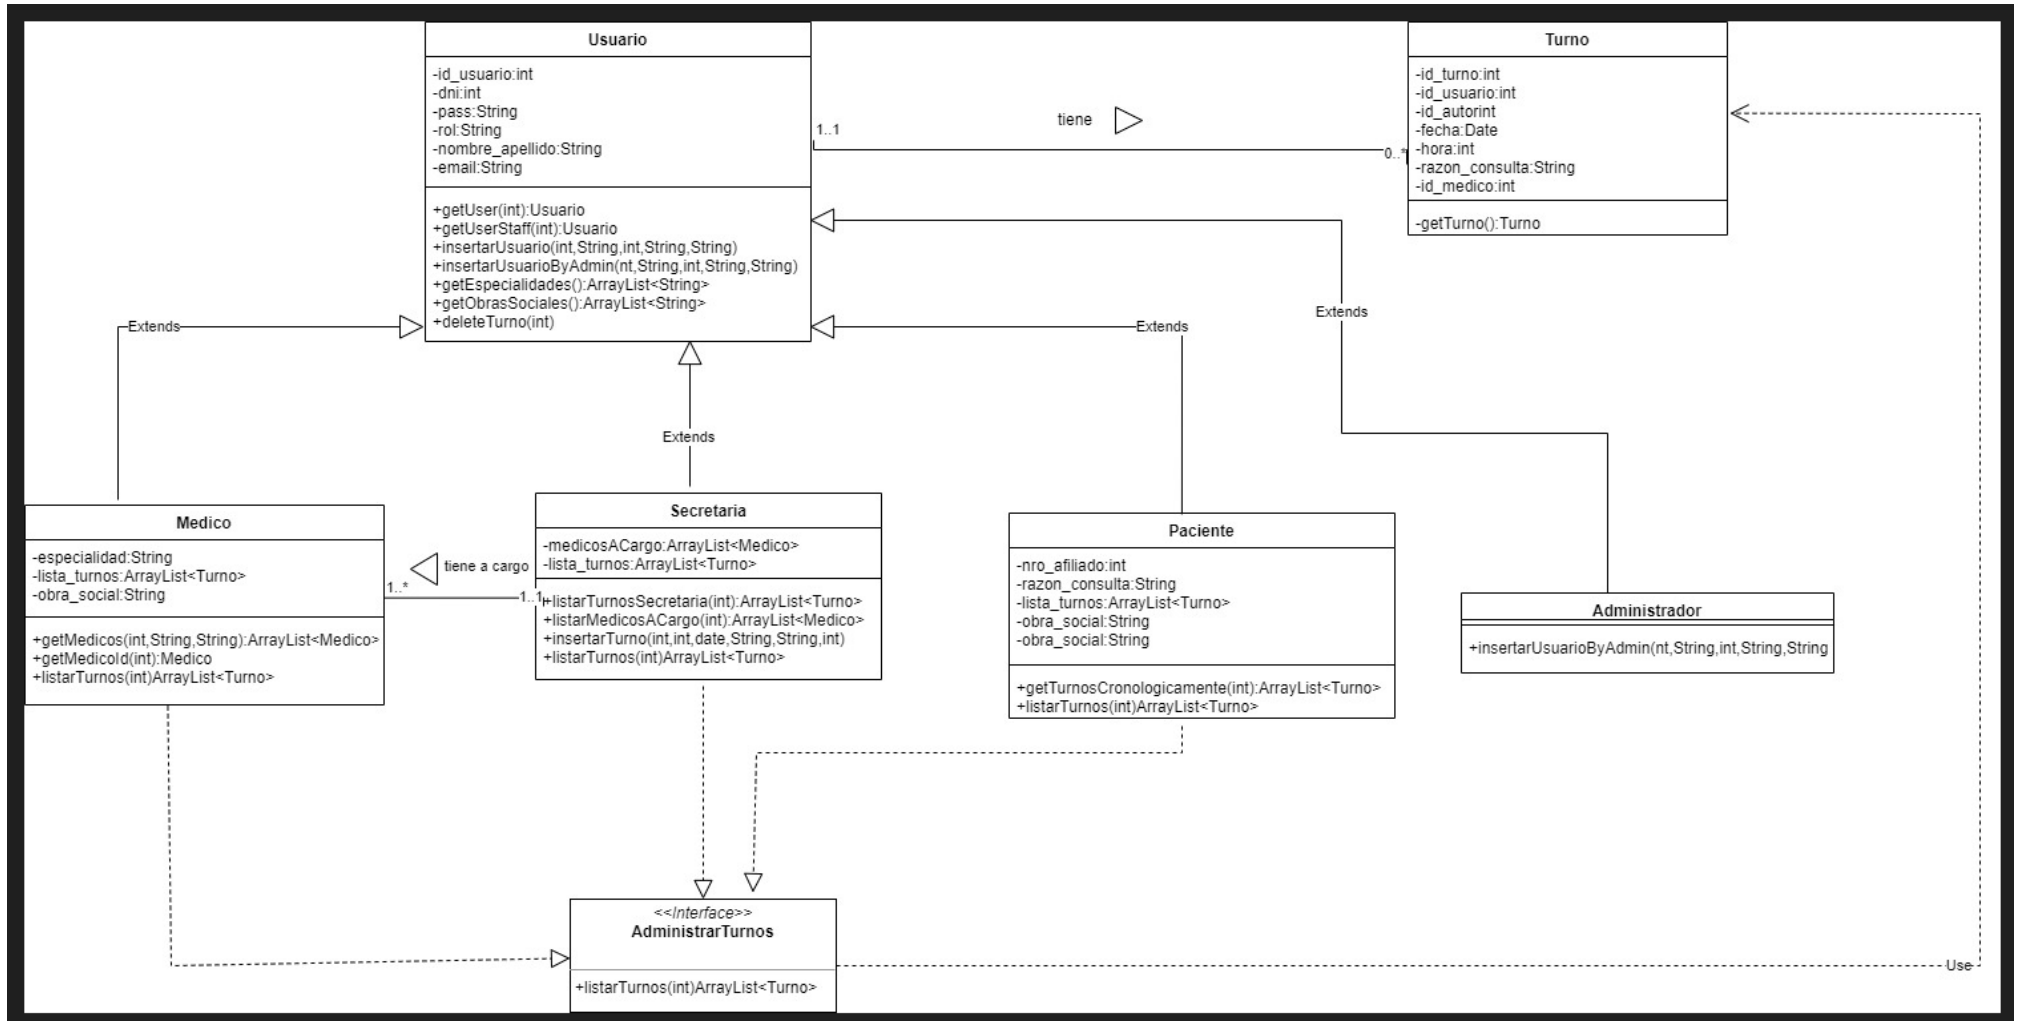 Usuario
-id_usuario:int
-dni:int
-pass:String
-rol:String
-nombre_apellido:String
-email:String
+getUser(int):Usuario
+getUserStaff(int):Usuario
+insertarUsuario(int,String,int,String,String)
+insertarUsuarioByAdmin(nt,String,int,String,String)
+getEspecialidades():ArrayList<String>
+getObrasSociales():ArrayList<String>
+deleteTurno(int)
1..1
tiene
0..*
Turno
-id_turno:int
-id_usuario:int
-id_autorint
-fecha:Date
-hora:int
-razon_consulta:String
-id_medico:int
-getTurno():Turno
Extends
Extends
Extends
Extends
Medico
-especialidad:String
-lista_turnos:ArrayList<Turno>
-obra_social:String
+getMedicos(int,String,String):ArrayList<Medico>
+getMedicoId(int):Medico
+listarTurnos(int)ArrayList<Turno>
tiene a cargo
1..*
1..1
Secretaria
-medicosACargo:ArrayList<Medico>
-lista_turnos:ArrayList<Turno>
+listarTurnosSecretaria(int):ArrayList<Turno>
+listarMedicosACargo(int):ArrayList<Medico>
+insertarTurno(int,int,date,String,String,int)
+listarTurnos(int)ArrayList<Turno>
Paciente
-nro_afiliado:int
-razon_consulta:String
-lista_turnos:ArrayList<Turno>
-obra_social:String
-obra_social:String
+getTurnosCronologicamente(int):ArrayList<Turno>
+listarTurnos(int)ArrayList<Turno>
Administrador
+insertarUsuarioByAdmin(nt,String,int,String,String
<<Interface>>
AdministrarTurnos
+listarTurnos(int)ArrayList<Turno>
Use